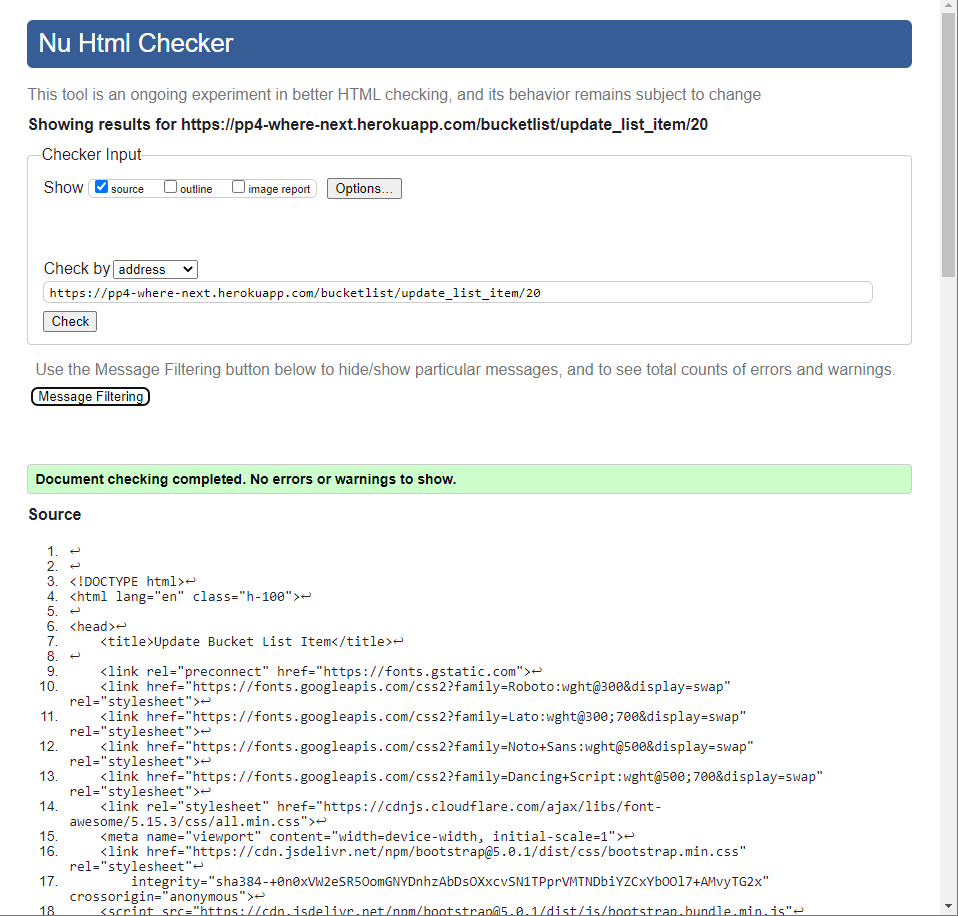 Nu Html Checker
This tool is an ongoing experiment in better HTML checking, and its behavior remains subject to change
Showing results for https://pp4-where-next.herokuapp.com/bucketlist/update_list_item/20
Checker Input
Show source outline image report Options...
Check by address
https://pp4-where-next.herokuapp.com/bucketlist/update_list_item/20
Check
Use the Message Filtering button below to hide/show particular messages, and to see total counts of errors and warnings.
Message Filtering
Document checking completed. No errors or warnings to show.
Source
1. ↩
2. ↩
3. <!DOCTYPE html>↩
4. <html lang="en" class="h-100">↩
5. ↩
6. <head>↩
7. <title>Update Bucket List Item</title>↩
8. ↩
9. <link rel="preconnect" href="https://fonts.gstatic.com">↩
10. <link href="https://fonts.googleapis.com/css2?family=Roboto:wght@300&display=swap"
rel="stylesheet">↩
11. <link href="https://fonts.googleapis.com/css2?family=Lato:wght@300;700&display=swap"
rel="stylesheet">↩
12. <link href="https://fonts.googleapis.com/css2?family=Noto+Sans:wght@500&display=swap"
rel="stylesheet">↩
13. <link href="https://fonts.googleapis.com/css2?family=Dancing+Script:wght@500;700&display=swap"
rel="stylesheet">↩
14. <link rel="stylesheet" href="https://cdnjs.cloudflare.com/ajax/libs/font-
awesome/5.15.3/css/all.min.css">↩
15. <meta name="viewport" content="width=device-width, initial-scale=1">↩
16. <link href="https://cdn.jsdelivr.net/npm/bootstrap@5.0.1/dist/css/bootstrap.min.css"
rel="stylesheet"↩
17. integrity="sha384-+0n0xVW2eSR5OomGNYDnhzAbDsOXxcvSN1TPprVMTNDbiYZCxYbOOl7+AMvyTG2x"
crossorigin="anonymous">↩
18. <script src="https://cdn.jsdelivr.net/npm/bootstrap@5.0.1/dist/js/bootstrap.bundle.min.js"↩